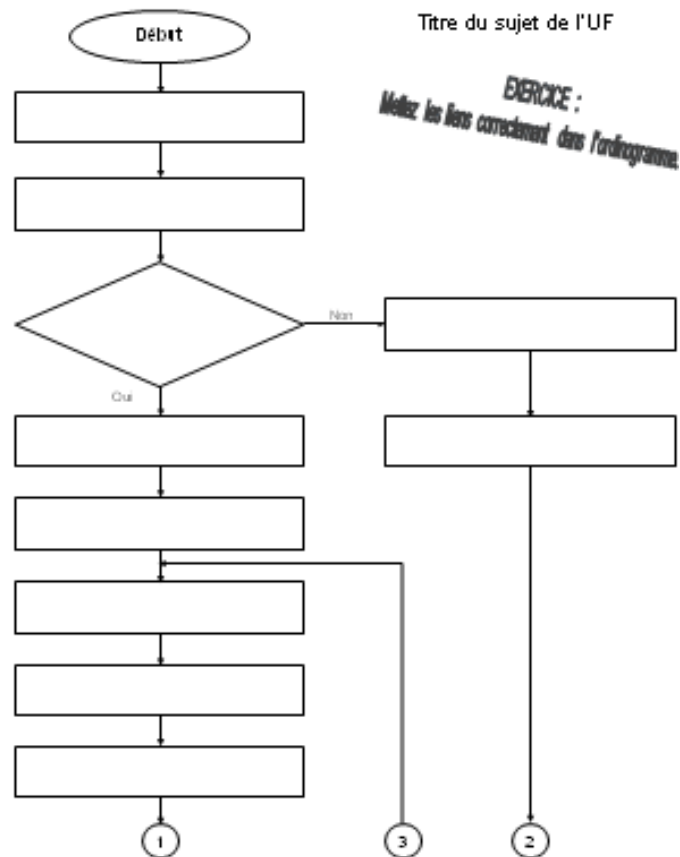 Titre du sujet de l'UF
Début
EXERCICE :
Mettez les liens correctement dans l'ordinogramme.
Non
Oui
1
3
2